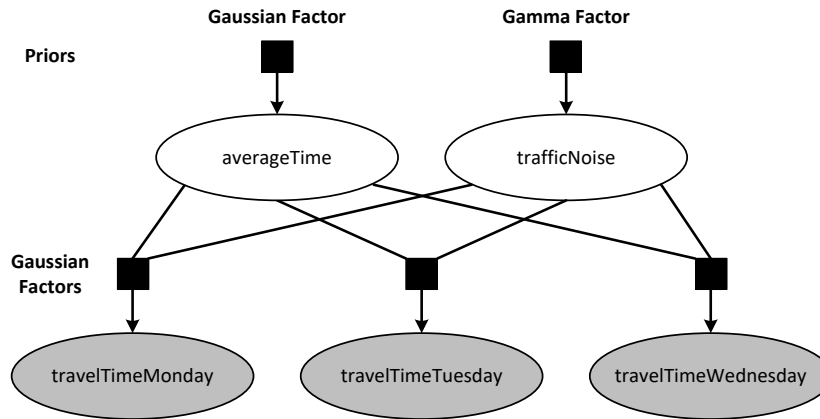 Gaussian Factor
Gamma Factor
Priors
averageTime
trafficNoise
Gaussian
Factors
travelTimeMonday
travelTimeTuesday
travelTimeWednesday